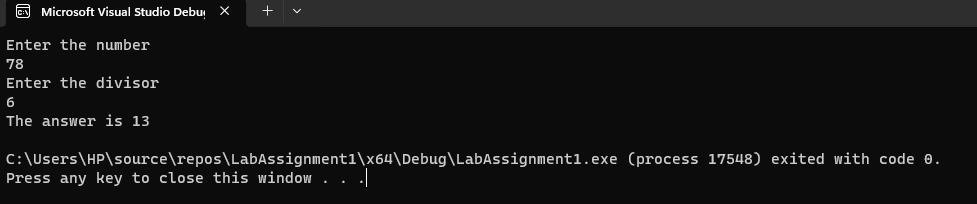 Microsoft Visual Studio Debug
Enter the number
78
Enter the divisor
6
The answer is 13
C:\Users\HP\source\repos\LabAssignment1\x64\Debug\LabAssignment1.exe (process 17548) exited with code 0.
Press any key to close this window . . .